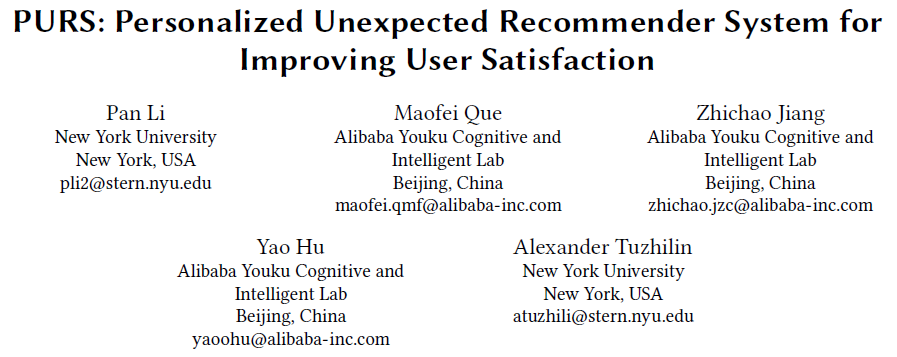 PURS: Personalized Unexpected Recommender System for
Improving User Satisfaction
Pan Li
New York University
New York, USA
pli2@stern.nyu.edu
Maofei Que
Alibaba Youku Cognitive and
Intelligent Lab
Beijing, China
maofei.qmf@alibaba-inc.com
Zhichao Jiang
Alibaba Youku Cognitive and
Intelligent Lab
Beijing, China
zhichao.jzc@alibaba-inc.com
Yao Hu
Alibaba Youku Cognitive and
Intelligent Lab
Beijing, China
yaoohu@alibaba-inc.com
Alexander Tuzhilin
New York University
New York, USA
atuzhili@stern.nyu.edu